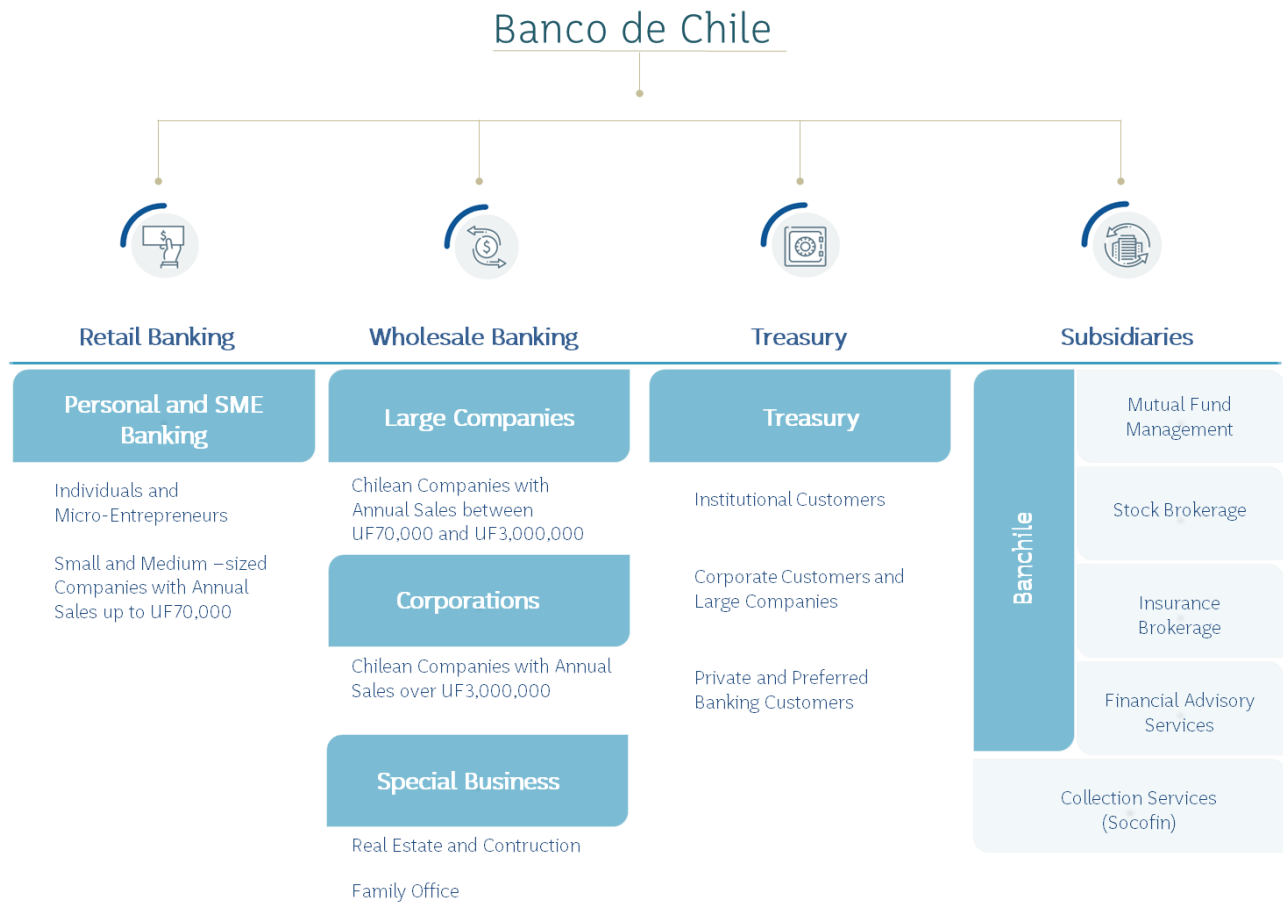 Banco de Chile
Retail Banking
Wholesale Banking
Treasury
Subsidiaries
Personal and SME
Banking
Individuals and
Micro-Entrepreneurs
Small and Medium –sized
Companies with Annual
Sales up to UF70,000
Large Companies
Chilean Companies with
Annual Sales between
UF70,000 and UF3,000,000
Corporations
Chilean Companies with Annual
Sales over UF3,000,000
Special Business
Real Estate and Contruction
Family Office
Treasury
Institutional Customers
Corporate Customers and
Large Companies
Private and Preferred
Banking Customers
Banchile
Mutual Fund
Management
Stock Brokerage
Insurance
Brokerage
Financial Advisory
Services
Collection Services
(Socofin)